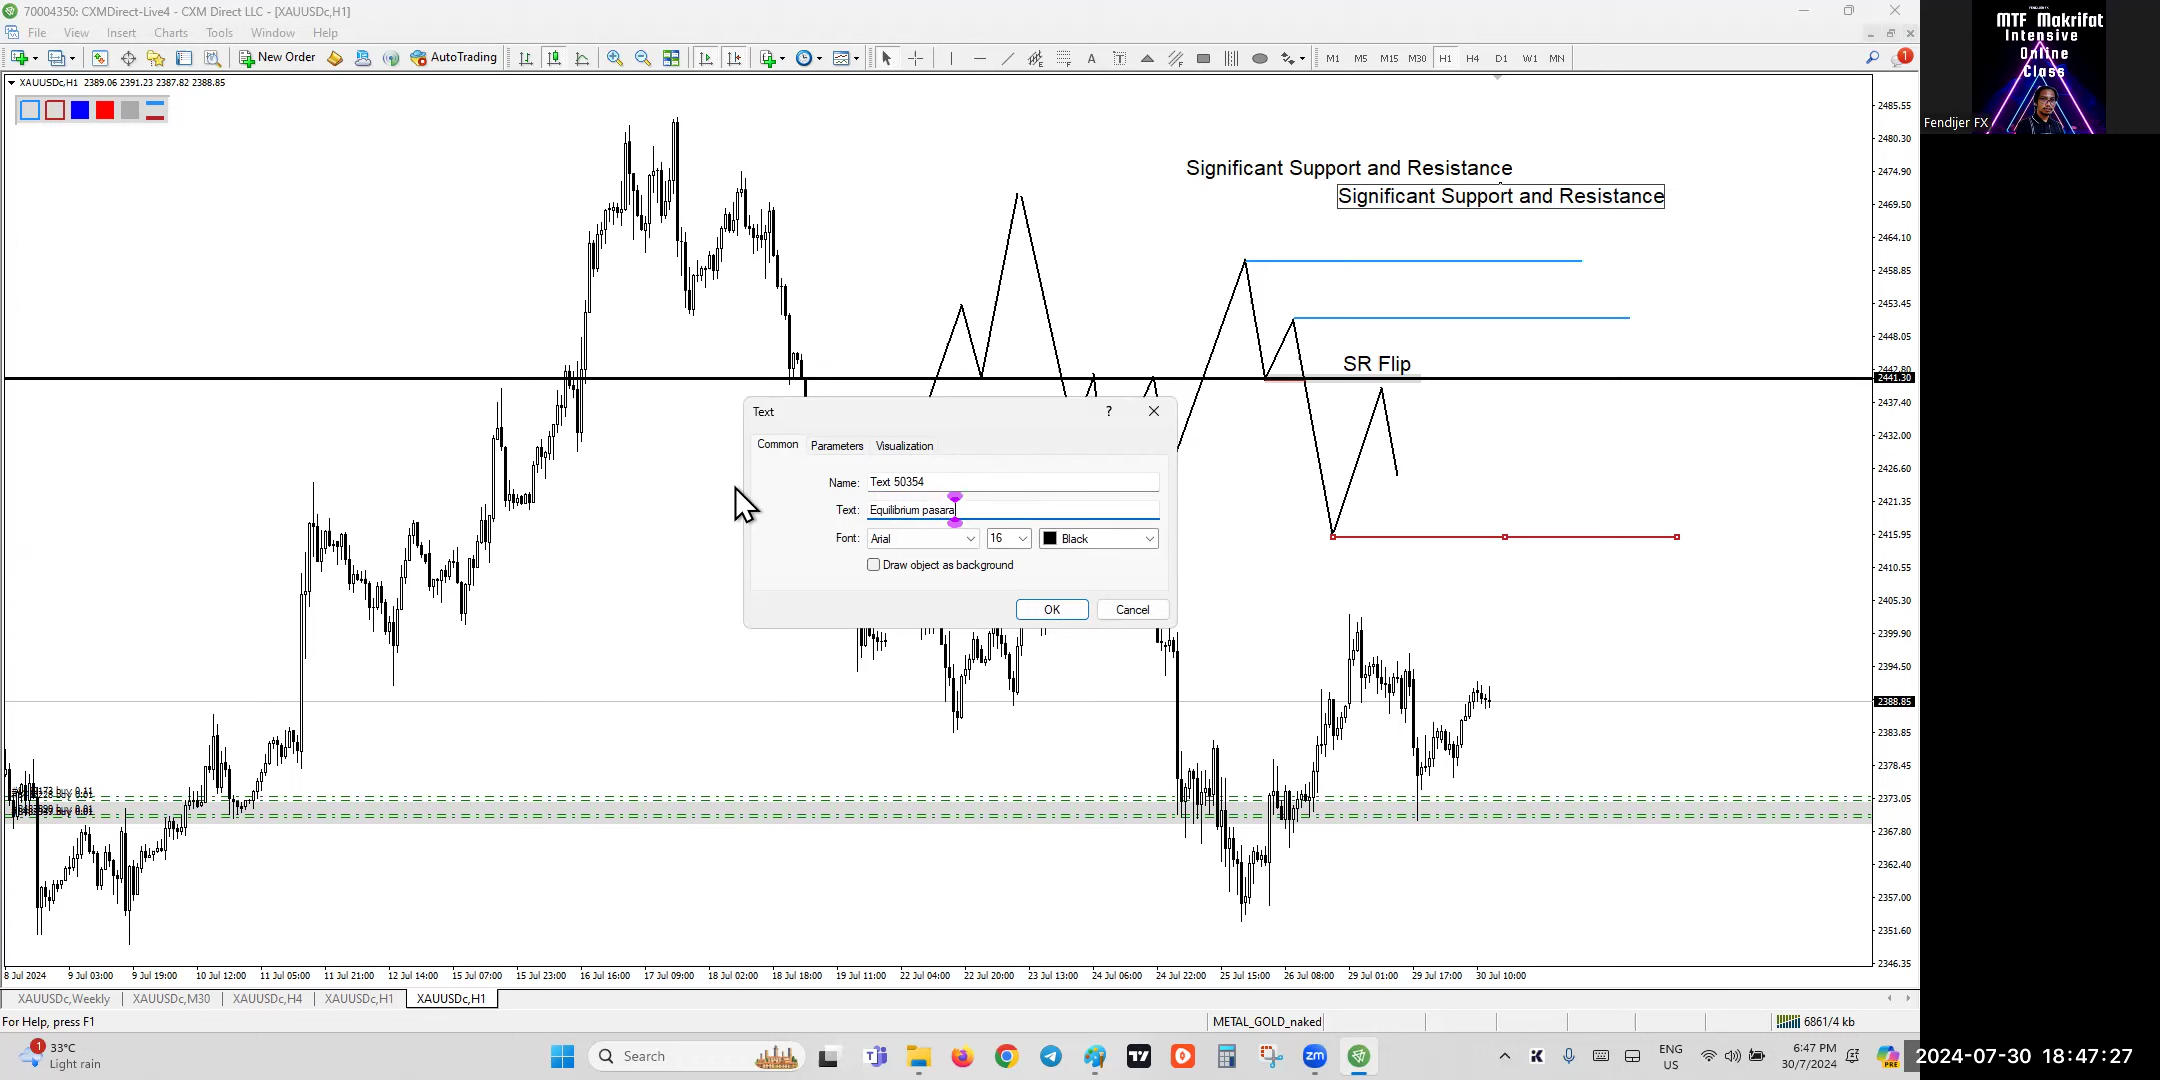 70004350: CXMDirect-Live4 - CXM Direct LLC - [XAUUSDc,H1]
File View Insert Charts Tools Window Help
New Order AutoTrading A T M1 M5 M15 M30 H1 H4 D1 W1 MN 1
XAUUSDc,H1 2389.06 2391.23 2387.82 2388.85
MTF Makrifat
Intensive
Online
Class
Fendijer FX
Significant Support and Resistance
Significant Support and Resistance
SR Flip
Text
Common Parameters Visualization
Name: Text 50354
Text: Equilibrium pasara
Font: Arial 16 Black
Draw object as background
OK Cancel
2485.55
2480.30
2474.90
2469.50
2464.10
2458.85
2453.45
2448.05
2442.80
2441.30
2437.40
2432.00
2426.60
2421.35
2415.95
2410.55
2405.30
2399.90
2394.50
2388.85
2383.85
2378.45
2373.05
2367.80
2362.40
2357.00
2351.60
2346.35
8 Jul 2024 9 Jul 03:00 9 Jul 19:00 10 Jul 12:00 11 Jul 05:00 11 Jul 21:00 12 Jul 14:00 15 Jul 07:00 15 Jul 23:00 16 Jul 16:00 17 Jul 09:00 18 Jul 02:00 18 Jul 18:00 19 Jul 11:00 22 Jul 04:00 22 Jul 20:00 23 Jul 13:00 24 Jul 06:00 24 Jul 22:00 25 Jul 15:00 26 Jul 08:00 29 Jul 01:00 29 Jul 17:00 30 Jul 10:00
XAUUSDc,Weekly XAUUSDc,M30 XAUUSDc,H4 XAUUSDc,H1 XAUUSDc,H1
For Help, press F1
METAL_GOLD_naked
6861/4 kb
1
33°C
Light rain
Search
zm
ENG
US
6:47 PM
30/7/2024
PRE
2024-07-30 18:47:27